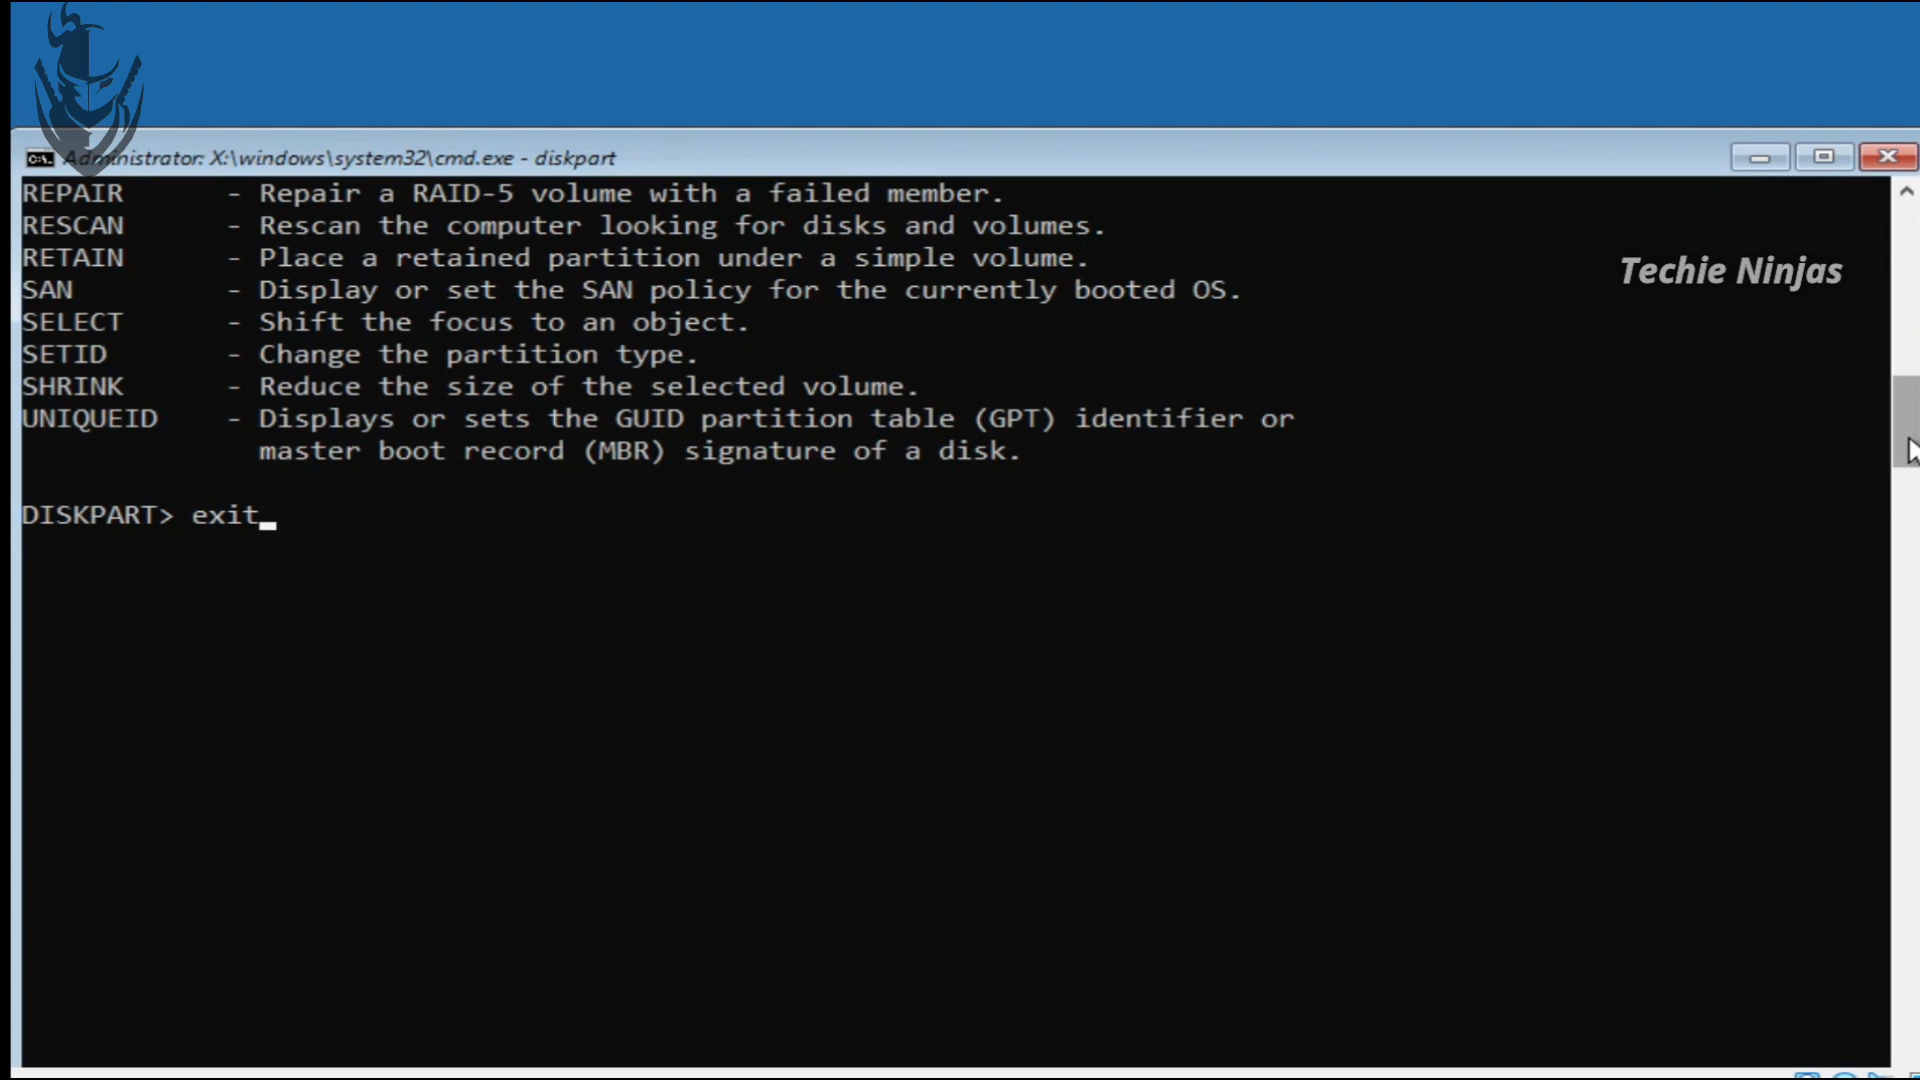 Administrator: X:\windows\system32\cmd.exe - diskpart
REPAIR - Repair a RAID-5 volume with a failed member.
RESCAN - Rescan the computer looking for disks and volumes.
RETAIN - Place a retained partition under a simple volume.
Techie Ninjas
SAN - Display or set the SAN policy for the currently booted OS.
SELECT - Shift the focus to an object.
SETID - Change the partition type.
SHRINK - Reduce the size of the selected volume.
UNIQUEID - Displays or sets the GUID partition table (GPT) identifier or
master boot record (MBR) signature of a disk.
DISKPART> exit